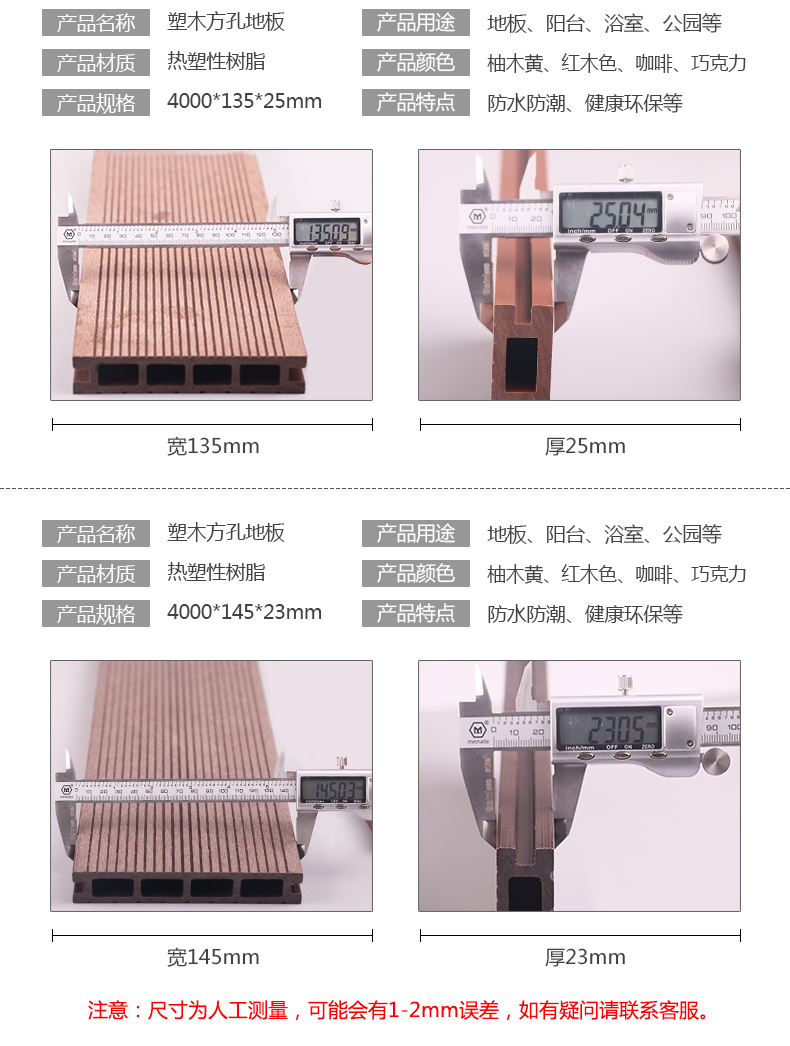 产品名称 塑木方孔地板 产品用途 地板、阳台、浴室、公园等
产品材质 热塑性树脂 产品颜色 柚木黄、红木色、咖啡、巧克力
产品规格 4000*135*25mm 产品特点 防水防潮、健康环保等
135.09
25.04 mm
inch/mm OFF ON ZERO
宽135mm
厚25mm
产品名称 塑木方孔地板 产品用途 地板、阳台、浴室、公园等
产品材质 热塑性树脂 产品颜色 柚木黄、红木色、咖啡、巧克力
产品规格 4000*145*23mm 产品特点 防水防潮、健康环保等
145.03
meinaite
23.05 mm
inch/mm OFF ON ZERO
宽145mm
厚23mm
注意：尺寸为人工测量，可能会有1-2mm误差，如有疑问请联系客服。